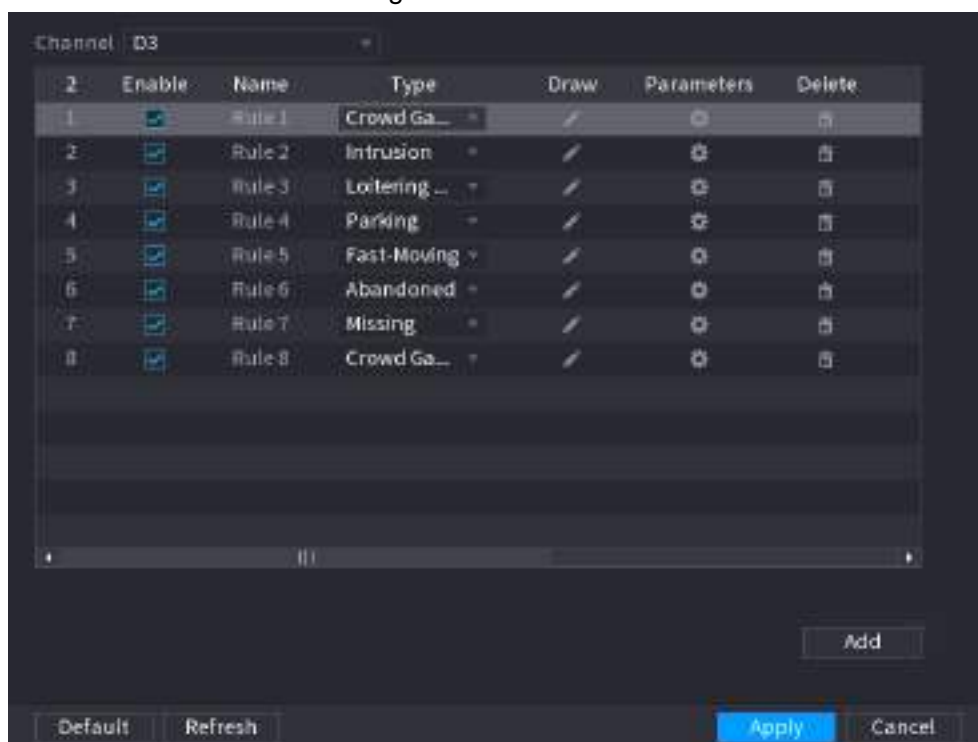 Channel D3
2 Enable Name Type Draw Parameters Delete
1 Rule 1 Crowd Ga...
2 Rule 2 Intrusion
3 Rule 3 Loitering ...
4 Rule 4 Parking
5 Rule 5 Fast-Moving
6 Rule 6 Abandoned
7 Rule 7 Missing
8 Rule 8 Crowd Ga...
Add
Default Refresh Apply Cancel